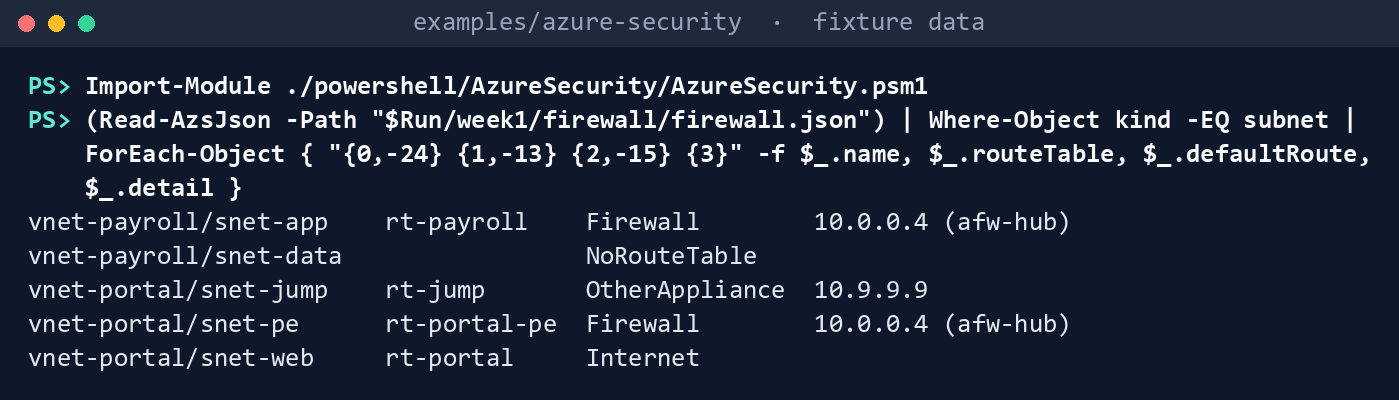 examples/azure-security · fixture data
PS> Import-Module ./powershell/AzureSecurity/AzureSecurity.psm1
PS> (Read-AzsJson -Path "$Run/week1/firewall/firewall.json") | Where-Object kind -EQ subnet |
    ForEach-Object { "{0,-24} {1,-13} {2,-15} {3}" -f $_.name, $_.routeTable, $_.defaultRoute,
    $_.detail }
vnet-payroll/snet-app    rt-payroll    Firewall        10.0.0.4 (afw-hub)
vnet-payroll/snet-data                 NoRouteTable
vnet-portal/snet-jump    rt-jump       OtherAppliance  10.9.9.9
vnet-portal/snet-pe      rt-portal-pe  Firewall        10.0.0.4 (afw-hub)
vnet-portal/snet-web     rt-portal     Internet